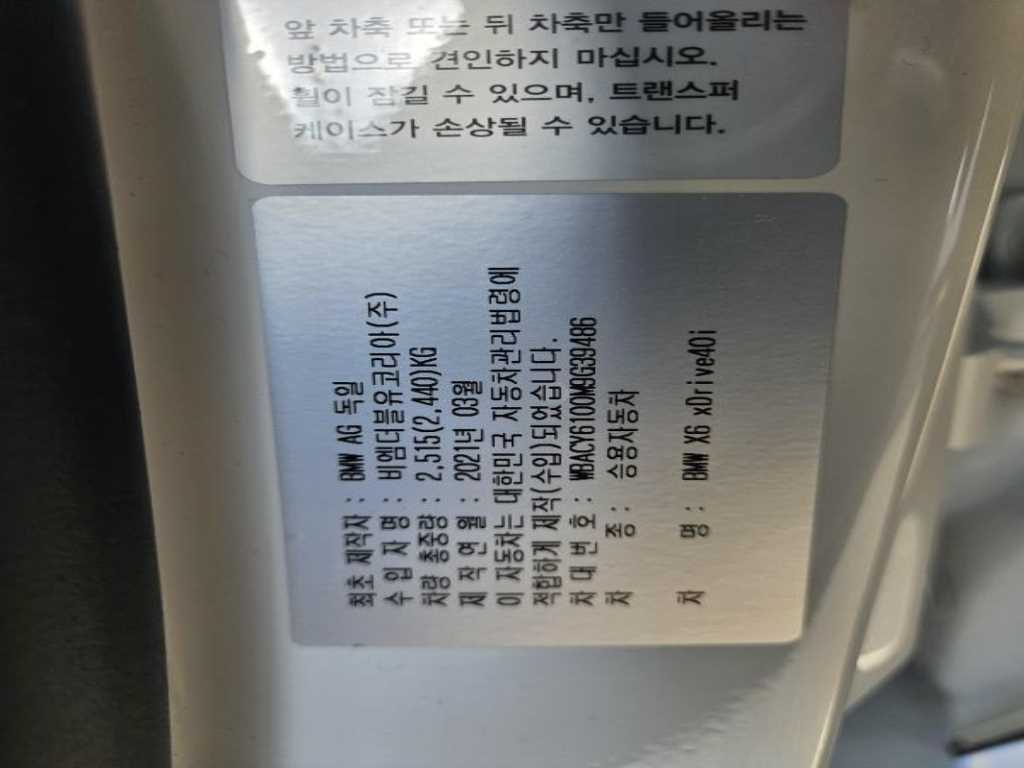 앞 차축 또는 뒤 차축만 들어올리는
방법으로 견인하지 마십시오.
휠이 잠길 수 있으며, 트랜스퍼
케이스가 손상될 수 있습니다.
최초 제작자 : BMW AG 독일
수 입 자 명 : 비엠더블유코리아(주)
차량 총중량 : 2,515(2,440)KG
제 작 연 월 : 2021년 03월
이 자동차는 대한민국 자동차관리법령에
적합하게 제작(수입)되었습니다.
차 대 번 호 : WBACY6100M9G39486
차 종 : 승용자동차
차 명 : BMW X6 xDrive40i